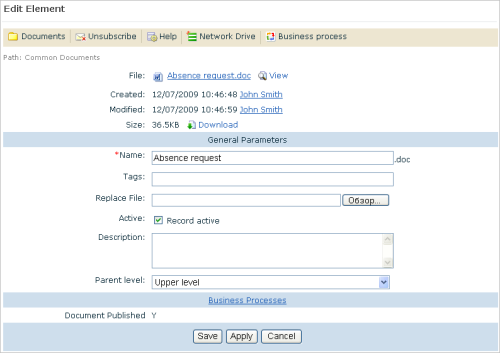 Edit Element
Documents Unsubscribe Help Network Drive Business process
Path: Common Documents
File: Absence request.doc View
Created: 12/07/2009 10:46:48 John Smith
Modified: 12/07/2009 10:46:59 John Smith
Size: 36.5KB Download
General Parameters
*Name: Absence request .doc
Tags:
Replace File: Обзор...
Active: Record active
Description:
Parent level: Upper level
Business Processes
Document Published Y
Save Apply Cancel